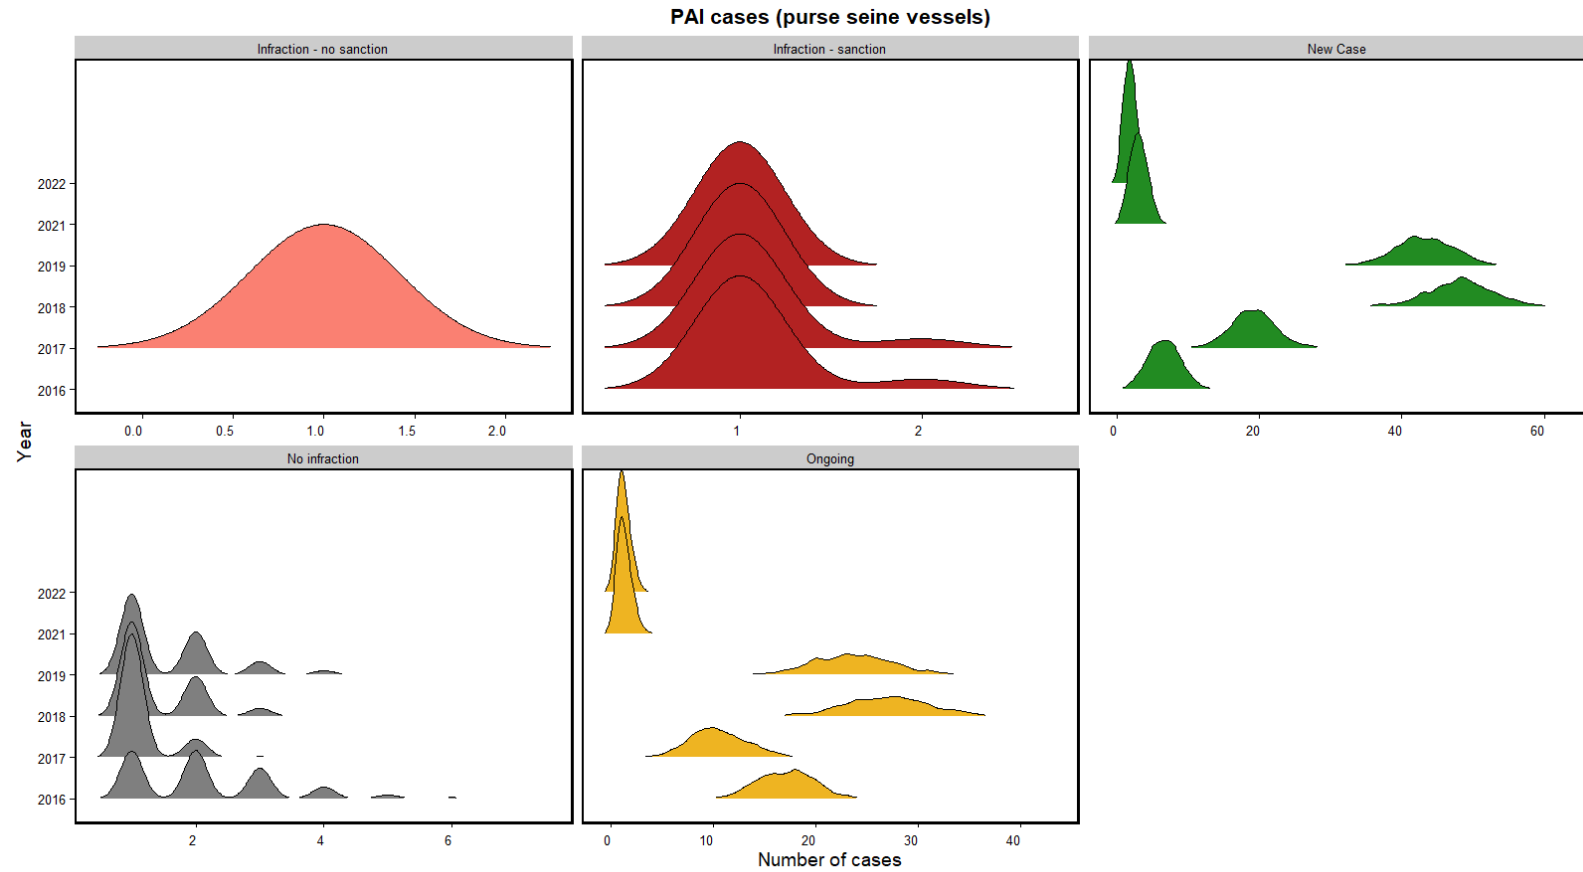 PAI cases (purse seine vessels)
Infraction - no sanction
Infraction - sanction
New Case
2022
2021
2019
2018
2017
2016
0.0 0.5 1.0 1.5 2.0
1 2
0 20 40 60
Year
No infraction
Ongoing
2022
2021
2019
2018
2017
2016
2 4 6
0 10 20 30 40
Number of cases